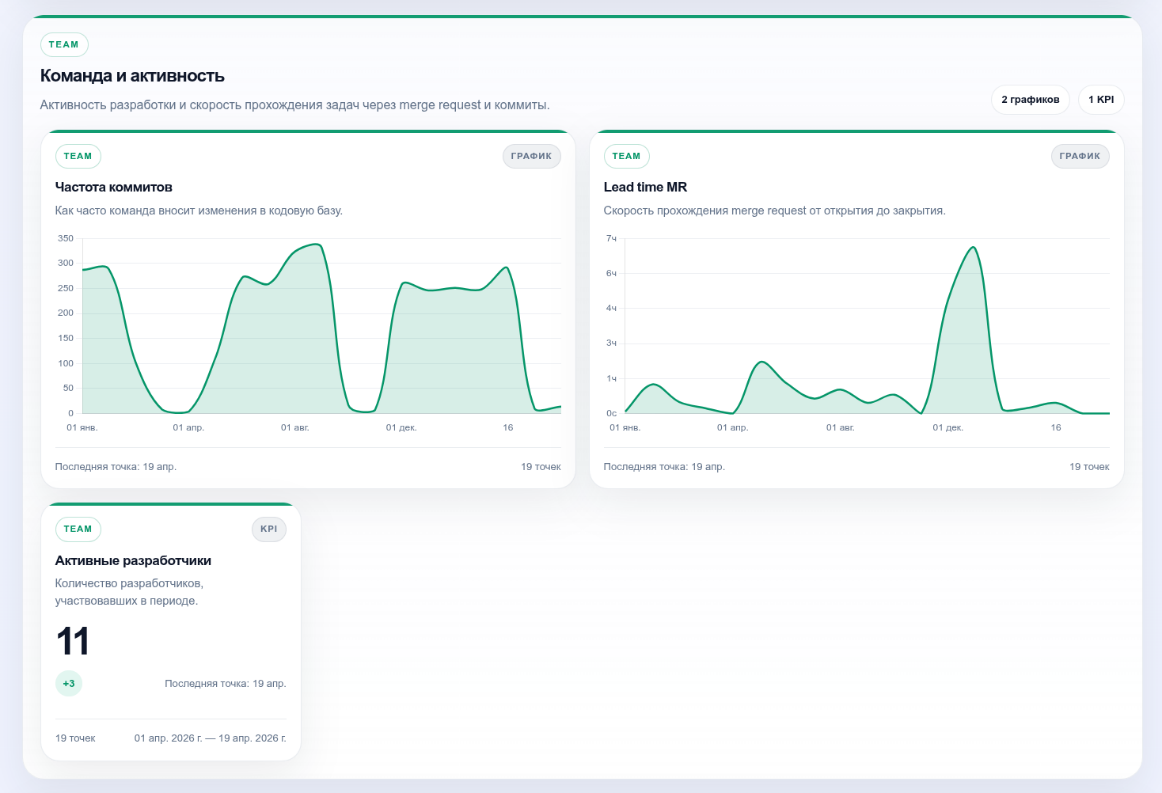 TEAM
Команда и активность
Активность разработки и скорость прохождения задач через merge request и коммиты.
2 графиков
1 KPI
TEAM
ГРАФИК
Частота коммитов
Как часто команда вносит изменения в кодовую базу.
350
300
250
200
150
100
50
0
01 янв.
01 апр.
01 авг.
01 дек.
16
Последняя точка: 19 апр.
19 точек
TEAM
ГРАФИК
Lead time MR
Скорость прохождения merge request от открытия до закрытия.
7ч
6ч
4ч
3ч
1ч
0с
01 янв.
01 апр.
01 авг.
01 дек.
16
Последняя точка: 19 апр.
19 точек
TEAM
KPI
Активные разработчики
Количество разработчиков,
участвовавших в периоде.
11
+3
Последняя точка: 19 апр.
19 точек
01 апр. 2026 г. — 19 апр. 2026 г.